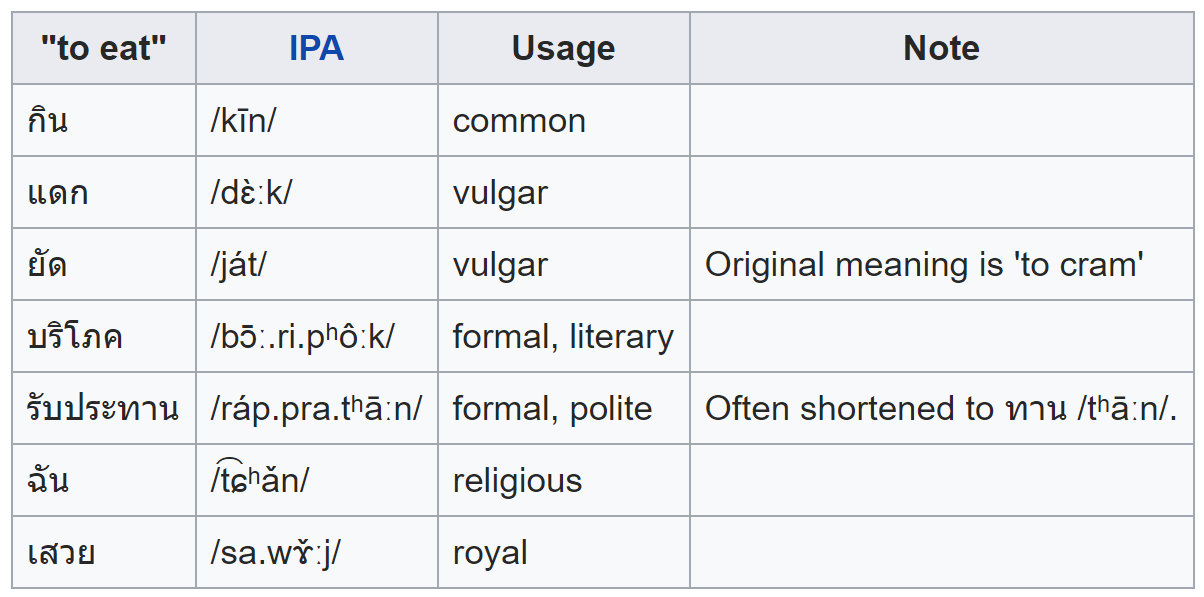 "to eat" IPA Usage Note
กิน /kīn/ common
แดก /dɛ̀ːk/ vulgar
ยัด /ját/ vulgar Original meaning is 'to cram'
บริโภค /bɔ̄ː.ri.pʰôːk/ formal, literary
รับประทาน /ráp.pra.tʰāːn/ formal, polite Often shortened to ทาน /tʰāːn/.
ฉัน /t͡ɕʰǎn/ religious
เสวย /sa.wɤ̌ːj/ royal